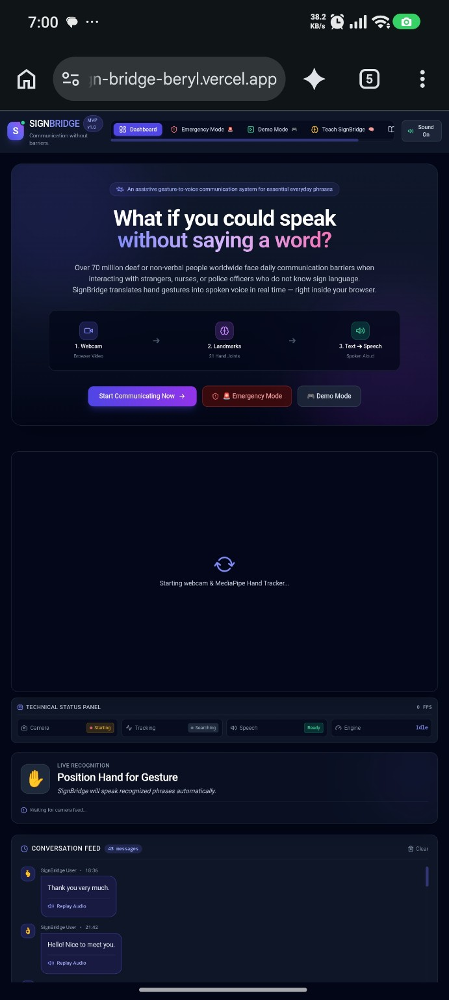 7:00
38.2
KB/s
n-bridge-beryl.vercel.app
5
S
SIGNBRIDGE
MVP
v1.0
Communication without
barriers.
Dashboard
Emergency Mode 🚨
Demo Mode 🎮
Teach SignBridge 🧠
Sound
On
An assistive gesture-to-voice communication system for essential everyday phrases
What if you could speak
without saying a word?
Over 70 million deaf or non-verbal people worldwide face daily communication barriers when
interacting with strangers, nurses, or police officers who do not know sign language.
SignBridge translates hand gestures into spoken voice in real time — right inside your browser.
1. Webcam
Browser Video
→
2. Landmarks
21 Hand Joints
→
3. Text ➔ Speech
Spoken Aloud
Start Communicating Now →
🚨 Emergency Mode
🎮 Demo Mode
Starting webcam & MediaPipe Hand Tracker...
TECHNICAL STATUS PANEL
0 FPS
Camera
Starting
Tracking
Searching
Speech
Ready
Engine
Idle
LIVE RECOGNITION
Position Hand for Gesture
SignBridge will speak recognized phrases automatically.
Waiting for camera feed...
CONVERSATION FEED
43 messages
Clear
SignBridge User • 18:36
Thank you very much.
Replay Audio
SignBridge User • 21:42
Hello! Nice to meet you.
Replay Audio